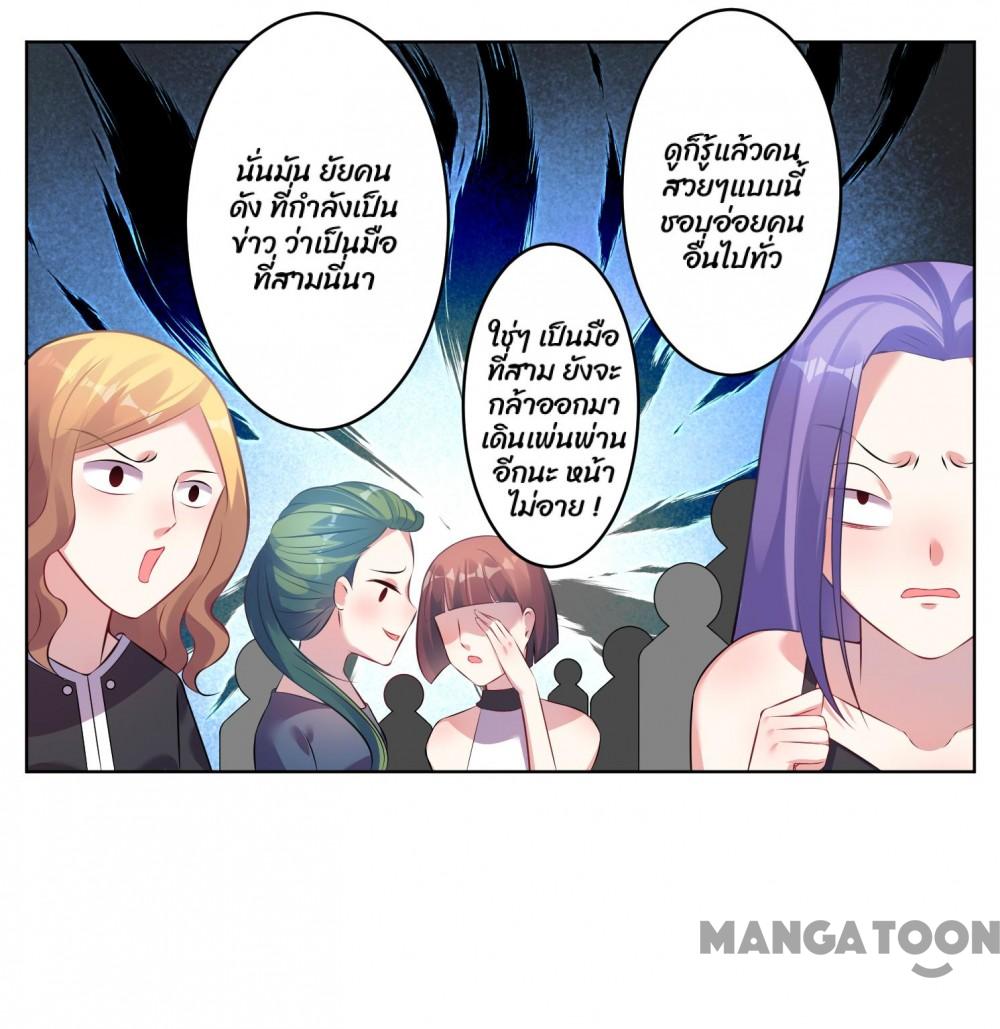 นั่นมัน ยัยคน
ดัง ที่กำลังเป็น
ข่าว ว่าเป็นมือ
ที่สามนี่นา
ใช่ๆ เป็นมือ
ที่สาม ยังจะ
กล้าออกมา
เดินเพ่นพ่าน
อีกนะ หน้า
ไม่อาย !
ดูก็รู้แล้วคน
สวยๆแบบนี้
ชอบอ่อยคน
อื่นไปทั่ว
MANGATOON